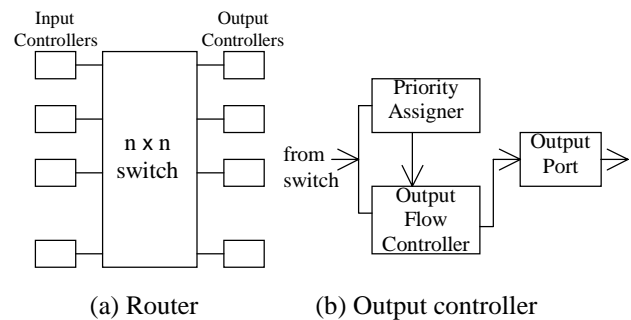 Input
Controllers
Output
Controllers
n x n
switch
(a) Router
from
switch
Priority
Assigner
Output
Flow
Controller
Output
Port
(b) Output controller